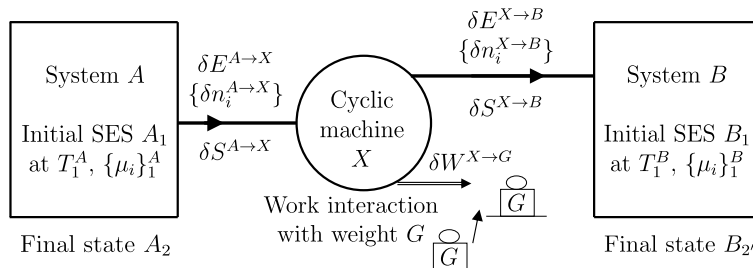 System A
Initial SES A₁
at T₁ᴬ, {μᵢ}₁ᴬ
Final state A₂
δEᴬ→ˣ
{δnᵢᴬ→ˣ}
δSᴬ→ˣ
Cyclic
machine
X
δEˣ→ᴮ
{δnᵢˣ→ᴮ}
δSˣ→ᴮ
δWˣ→ᴳ
Work interaction
with weight G
G
G
System B
Initial SES B₁
at T₁ᴮ, {μᵢ}₁ᴮ
Final state B₂′